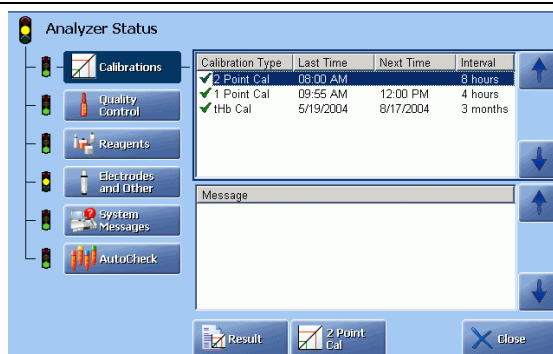 Analyzer Status
Calibrations
Quality
Control
Reagents
Electrodes
and Other
System
Messages
AutoCheck
Calibration Type Last Time Next Time Interval
2 Point Cal 08:00 AM 8 hours
1 Point Cal 09:55 AM 12:00 PM 4 hours
tHb Cal 5/19/2004 8/17/2004 3 months
Message
Result
2 Point
Cal
Close